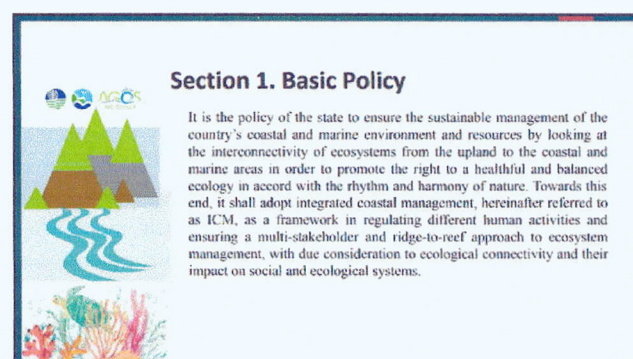 AGOS
Section 1. Basic Policy
It is the policy of the state to ensure the sustainable management of the
country's coastal and marine environment and resources by looking at
the interconnectivity of ecosystems from the upland to the coastal and
marine areas in order to promote the right to a healthful and balanced
ecology in accord with the rhythm and harmony of nature. Towards this
end, it shall adopt integrated coastal management, hereinafter referred to
as ICM, as a framework in regulating different human activities and
ensuring a multi-stakeholder and ridge-to-reef approach to ecosystem
management, with due consideration to ecological connectivity and their
impact on social and ecological systems.